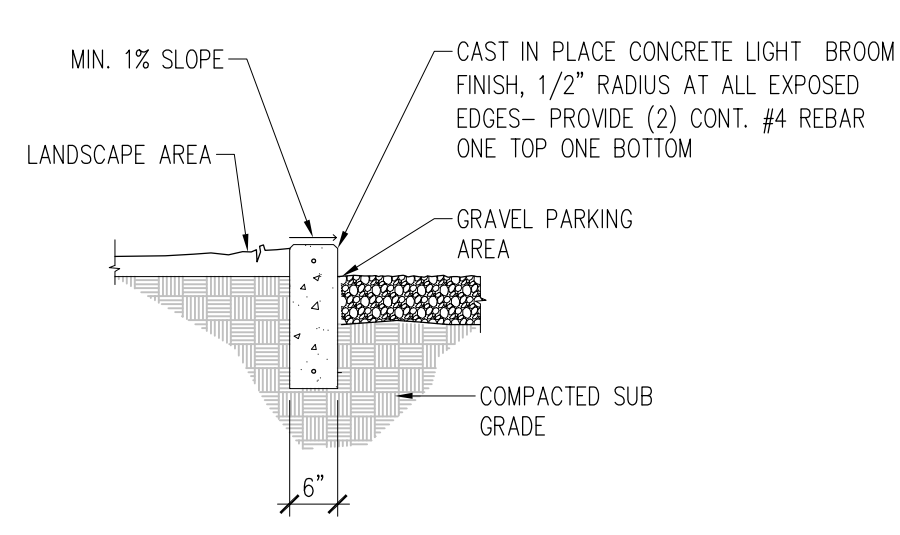 MIN. 1% SLOPE
CAST IN PLACE CONCRETE LIGHT BROOM
FINISH, 1/2” RADIUS AT ALL EXPOSED
EDGES– PROVIDE (2) CONT. #4 REBAR
ONE TOP ONE BOTTOM
LANDSCAPE AREA
GRAVEL PARKING
AREA
COMPACTED SUB
GRADE
6”